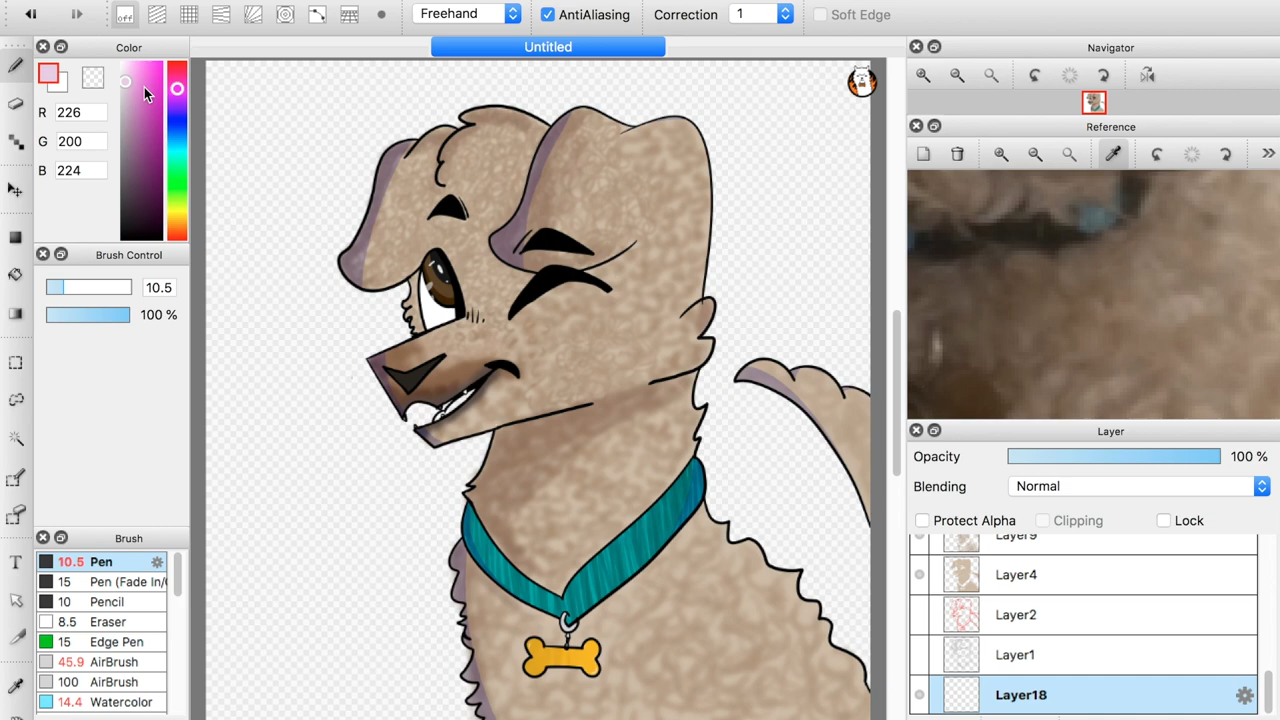 off Freehand AntiAliasing Correction 1 Soft Edge
Color
Untitled
Navigator
R 226
G 200
B 224
Reference
Brush Control
10.5
100 %
Layer
Opacity 100 %
Blending Normal
Protect Alpha Clipping Lock
Layer9
Layer4
Layer2
Layer1
Layer18
Brush
10.5 Pen
15 Pen (Fade In/
10 Pencil
8.5 Eraser
15 Edge Pen
45.9 AirBrush
100 AirBrush
14.4 Watercolor
T